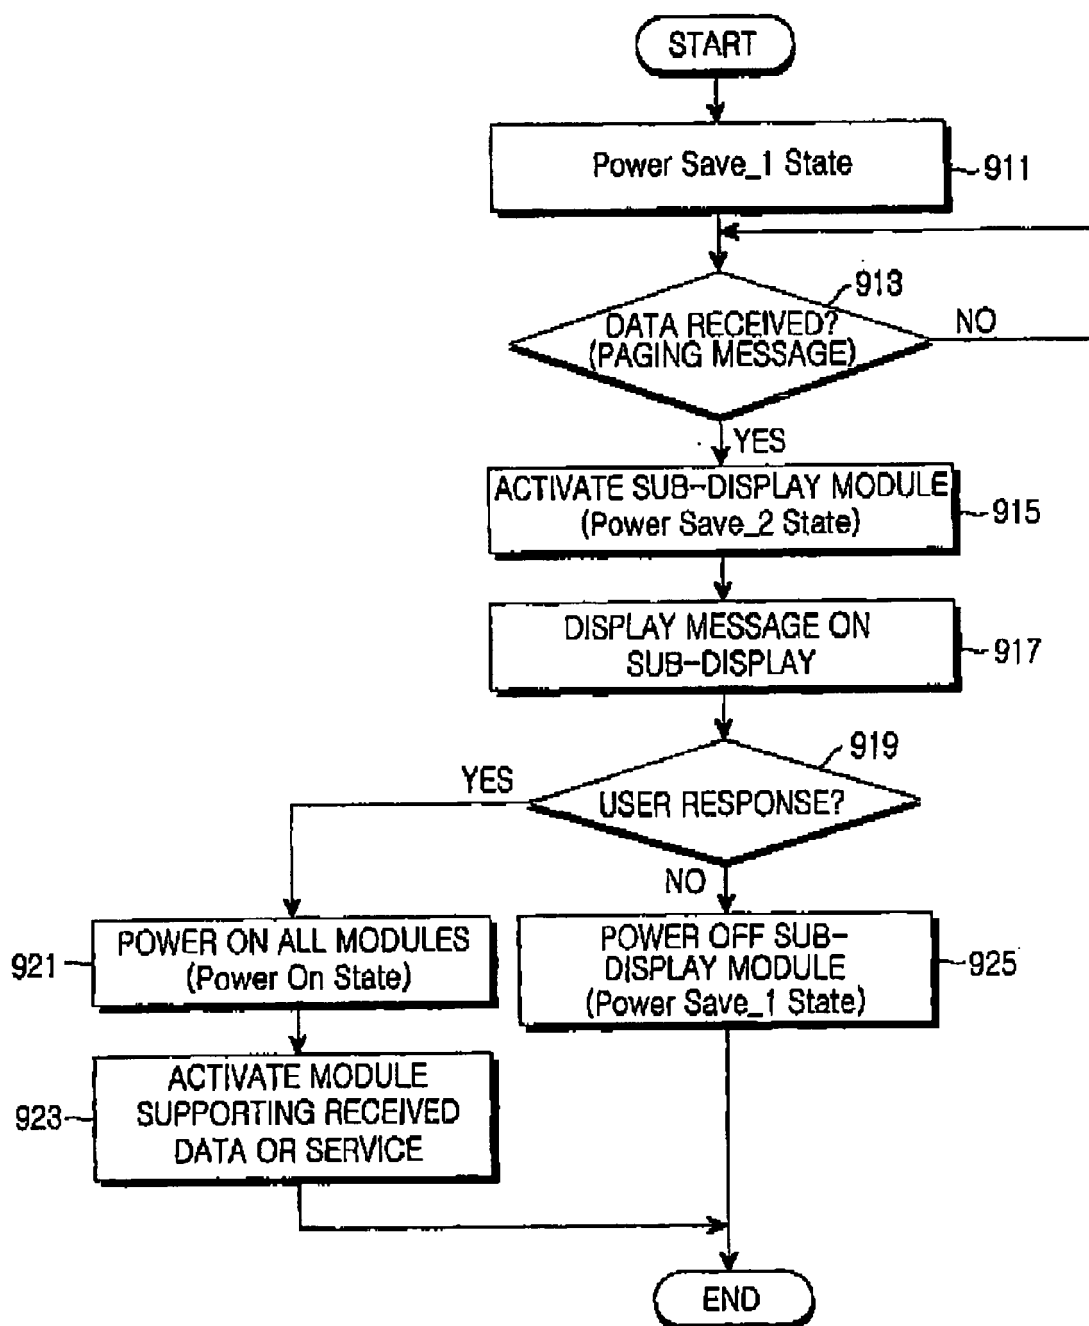 START
Power Save_1 State
911
913
DATA RECEIVED?
(PAGING MESSAGE)
NO
YES
ACTIVATE SUB-DISPLAY MODULE
(Power Save_2 State)
915
DISPLAY MESSAGE ON
SUB-DISPLAY
917
919
YES
USER RESPONSE?
NO
921
POWER ON ALL MODULES
(Power On State)
POWER OFF SUB-
DISPLAY MODULE
(Power Save_1 State)
925
923
ACTIVATE MODULE
SUPPORTING RECEIVED
DATA OR SERVICE
END